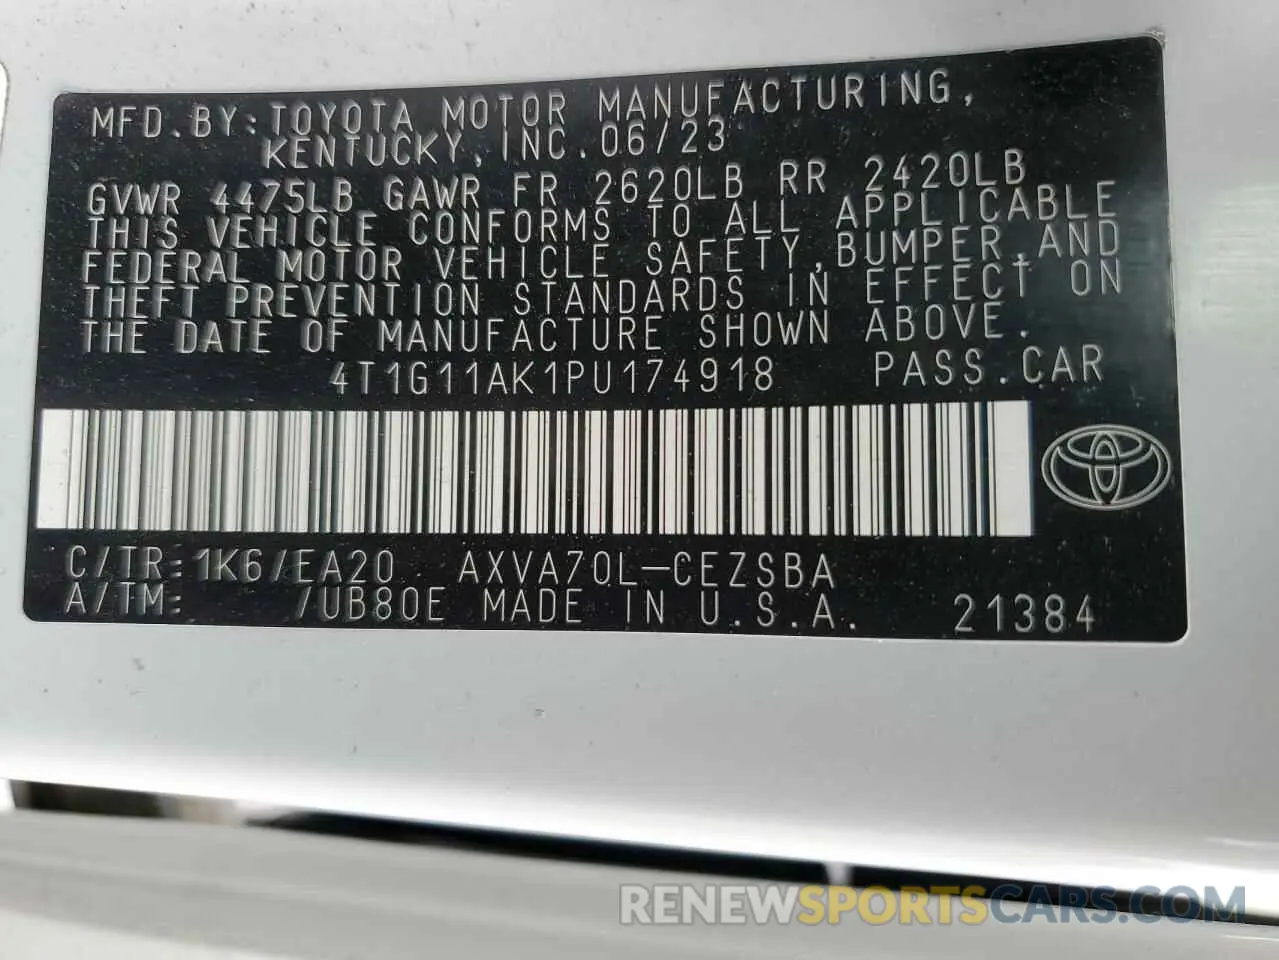 MFD.BY:TOYOTA MOTOR MANUFACTURING,
KENTUCKY,INC.06/23
GVWR 4475LB GAWR FR 2620LB RR 2420LB
THIS VEHICLE CONFORMS TO ALL APPLICABLE
FEDERAL MOTOR VEHICLE SAFETY,BUMPER,AND
THEFT PREVENTION STANDARDS IN EFFECT ON
THE DATE OF MANUFACTURE SHOWN ABOVE.
4T1G11AK1PU174918 PASS.CAR
C/TR:1K6/EA20 AXVA70L-CEZSBA
A/TM: /UB80E MADE IN U.S.A. 21384
RENEWSPORTSCARS.COM